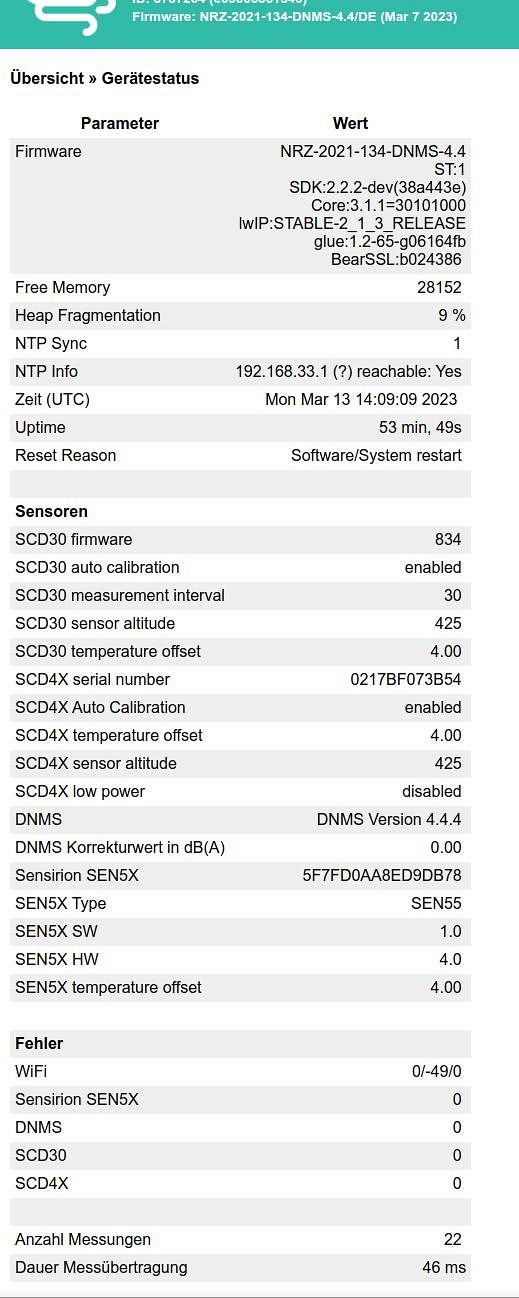 Firmware: NRZ-2021-134-DNMS-4.4/DE (Mar 7 2023)
Übersicht » Gerätestatus
Parameter Wert
Firmware NRZ-2021-134-DNMS-4.4
ST:1
SDK:2.2.2-dev(38a443e)
Core:3.1.1=30101000
lwIP:STABLE-2_1_3_RELEASE
glue:1.2-65-g06164fb
BearSSL:b024386
Free Memory 28152
Heap Fragmentation 9 %
NTP Sync 1
NTP Info 192.168.33.1 (?) reachable: Yes
Zeit (UTC) Mon Mar 13 14:09:09 2023
Uptime 53 min, 49s
Reset Reason Software/System restart
Sensoren
SCD30 firmware 834
SCD30 auto calibration enabled
SCD30 measurement interval 30
SCD30 sensor altitude 425
SCD30 temperature offset 4.00
SCD4X serial number 0217BF073B54
SCD4X Auto Calibration enabled
SCD4X temperature offset 4.00
SCD4X sensor altitude 425
SCD4X low power disabled
DNMS DNMS Version 4.4.4
DNMS Korrekturwert in dB(A) 0.00
Sensirion SEN5X 5F7FD0AA8ED9DB78
SEN5X Type SEN55
SEN5X SW 1.0
SEN5X HW 4.0
SEN5X temperature offset 4.00
Fehler
WiFi 0/-49/0
Sensirion SEN5X 0
DNMS 0
SCD30 0
SCD4X 0
Anzahl Messungen 22
Dauer Messübertragung 46 ms